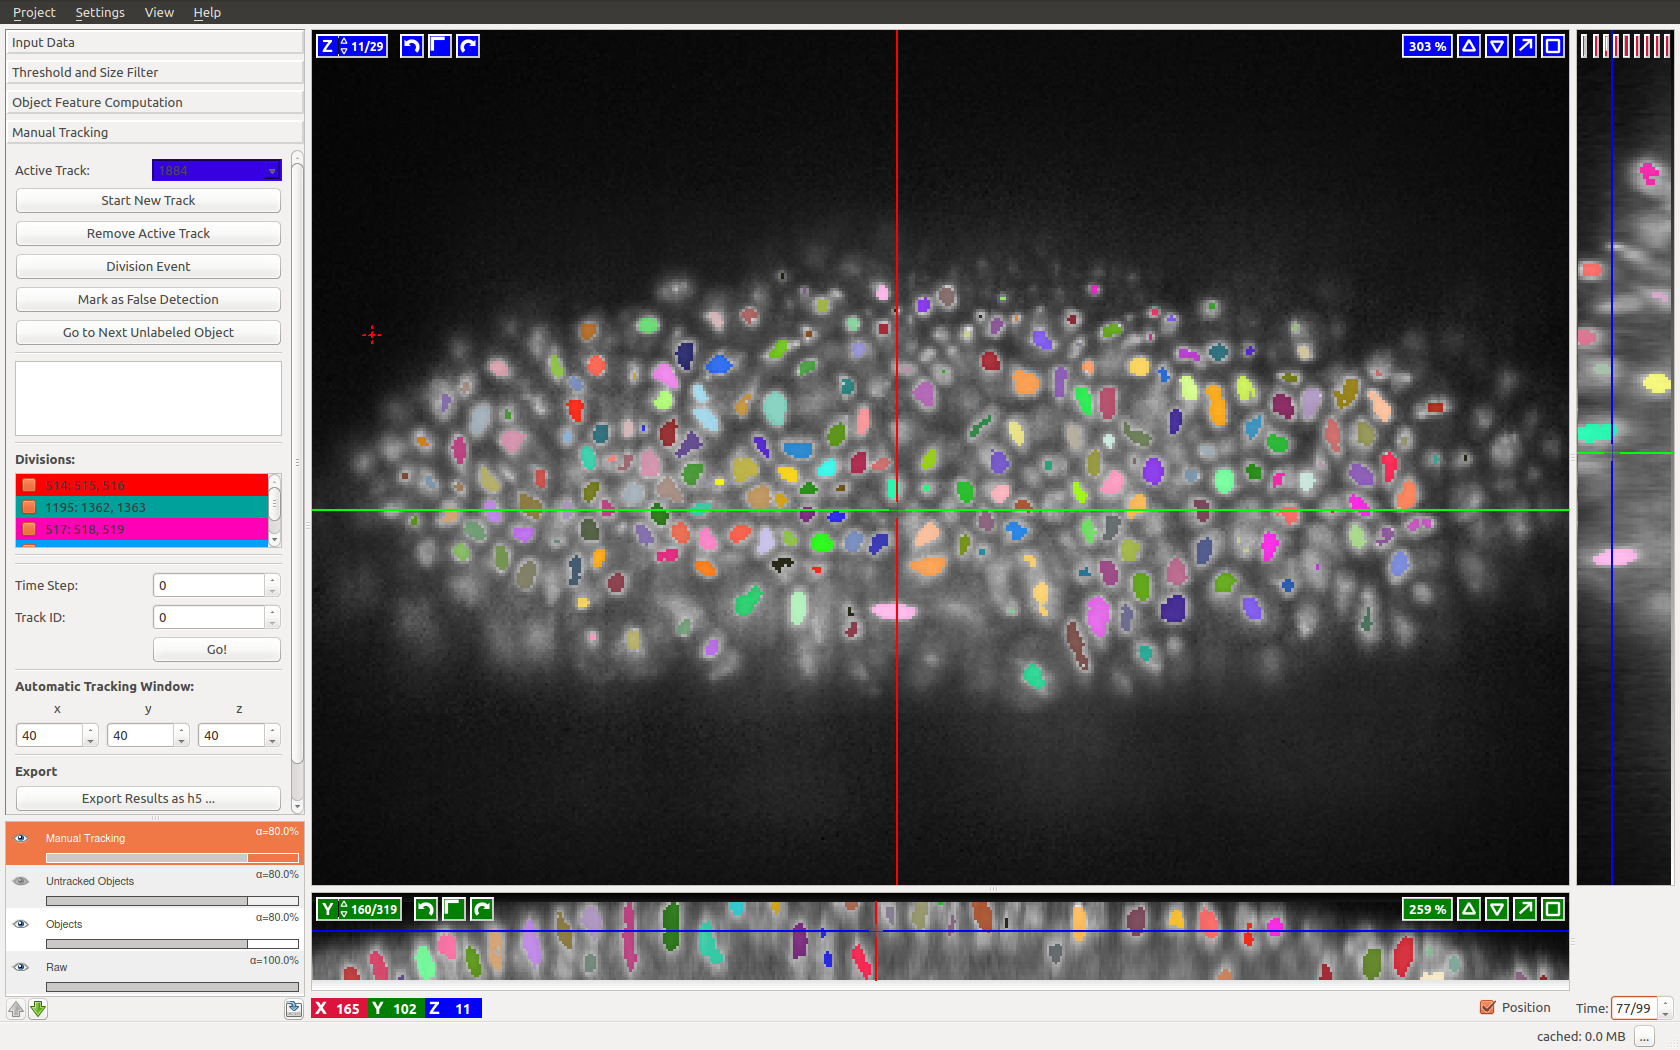 Project Settings View Help
Input Data
Threshold and Size Filter
Object Feature Computation
Manual Tracking
Active Track: 1884
Start New Track
Remove Active Track
Division Event
Mark as False Detection
Go to Next Unlabeled Object
Divisions:
514: 515, 516
1195: 1362, 1363
517: 518, 519
Time Step: 0
Track ID: 0
Go!
Automatic Tracking Window:
x y z
40 40 40
Export
Export Results as h5 ...
Manual Tracking α=80.0%
Untracked Objects α=80.0%
Objects α=80.0%
Raw α=100.0%
Z 11/29
303 %
Y 160/319
259 %
X 165 Y 102 Z 11
Position Time: 77/99
cached: 0.0 MB ...